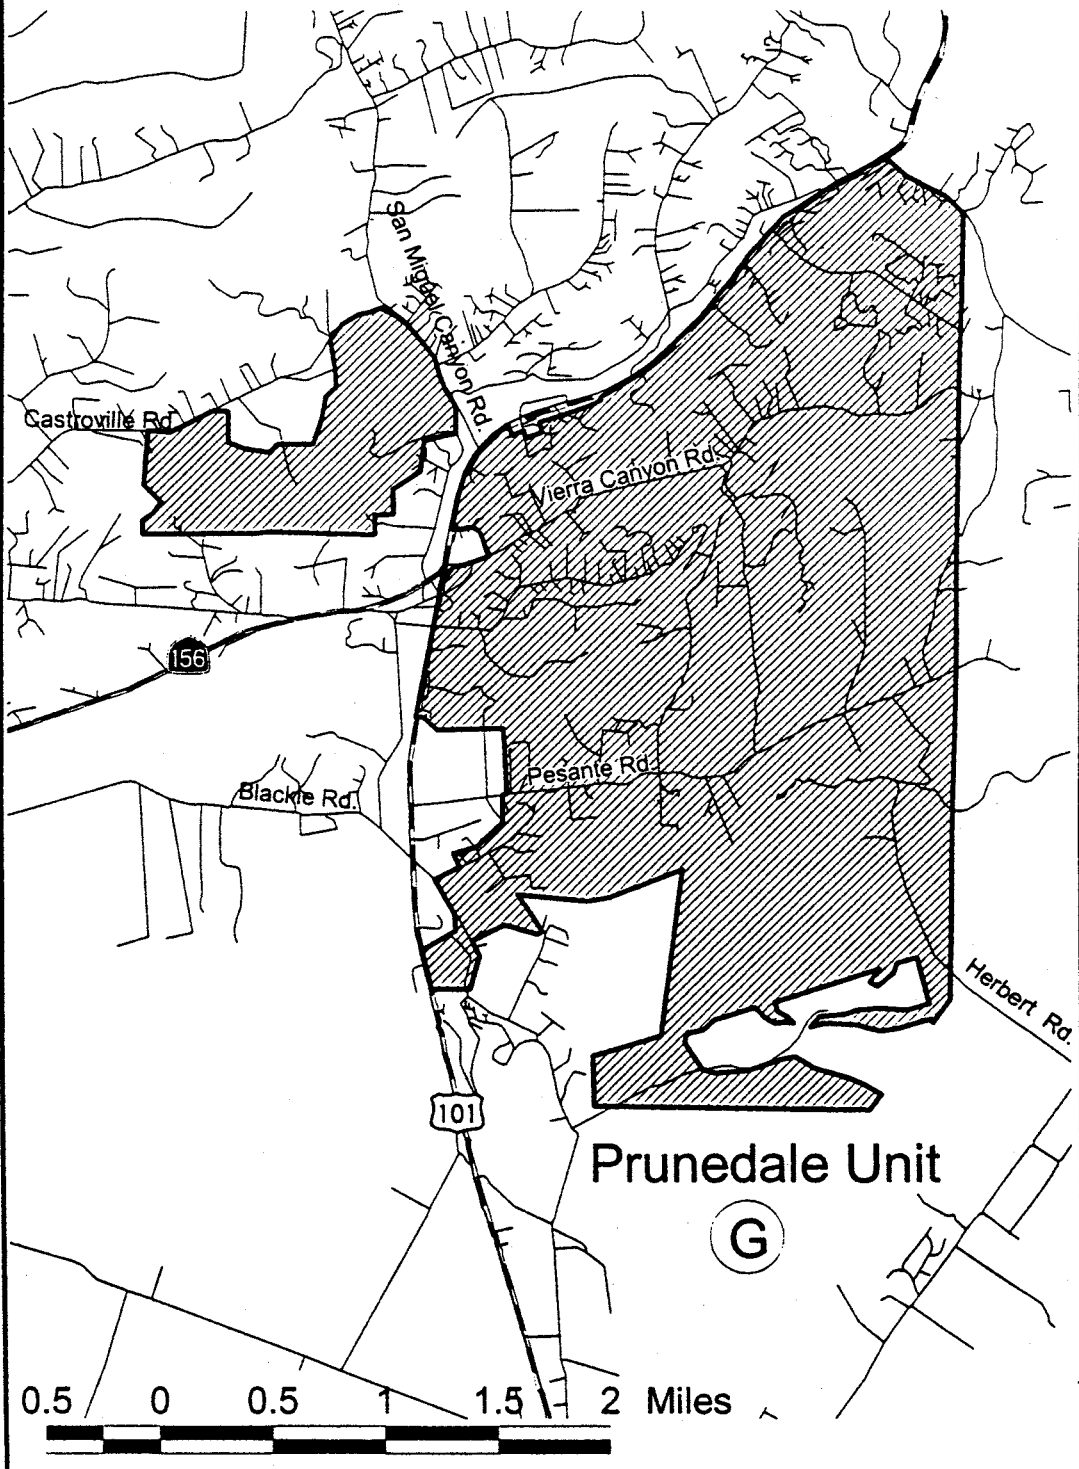 San Miguel Canyon Rd.
Castroville Rd
Vierra Canyon Rd.
156
Pesante Rd.
Blackie Rd.
Herbert Rd.
101
Prunedale Unit
G
0.5 0 0.5 1 1.5 2 Miles